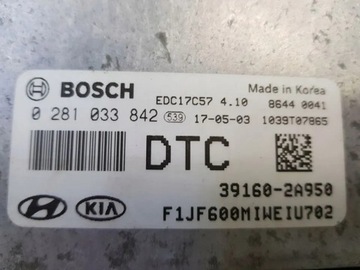 BOSCH
EDC17C57 4.10
Made in Korea
8644 0041
0 281 033 842 539 17-05-03 1039T07865
DTC
39160-2A950
KIA
F1JF600MIWEIU702